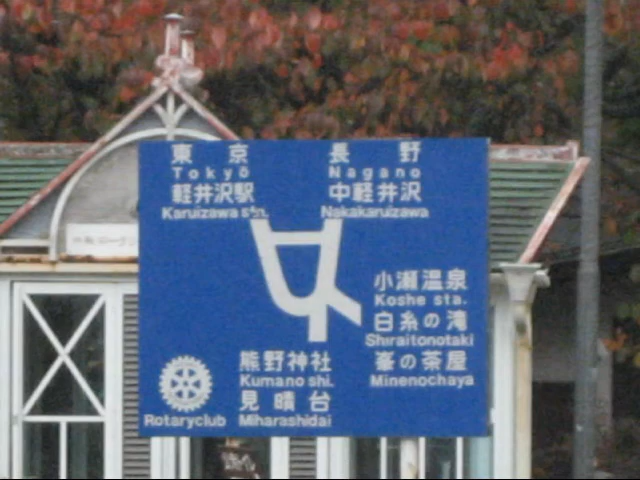 東京 長野
Tokyō Nagano
軽井沢駅 中軽井沢
Karuizawa stn. Nakakaruizawa
小瀬温泉
Koshe sta.
白糸の滝
Shiraitonotaki
熊野神社 峯の茶屋
Kumano shi. Minenochaya
見晴台
Rotaryclub Miharashidai